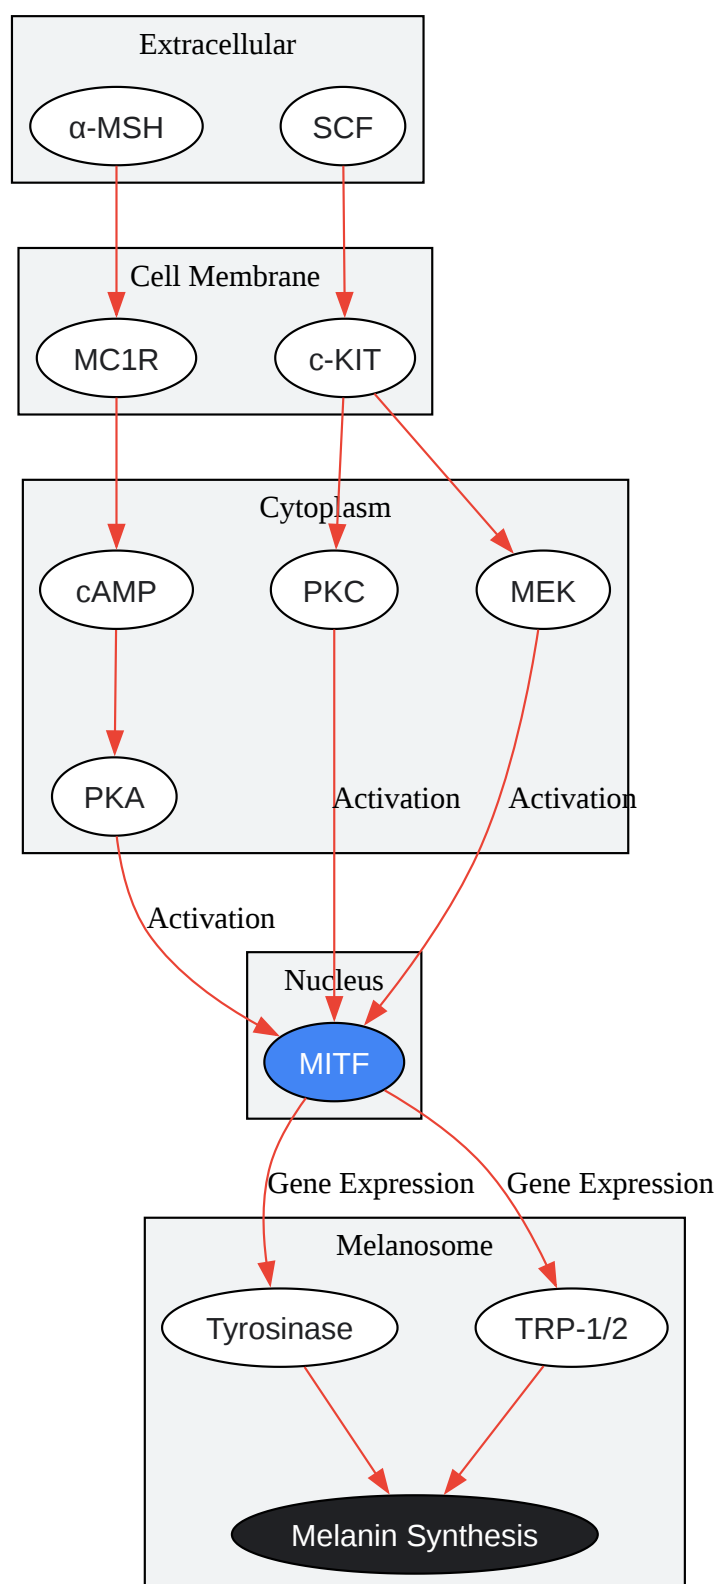 Extracellular
α-MSH
SCF
Cell Membrane
MC1R
c-KIT
Cytoplasm
cAMP
PKC
MEK
PKA
Activation
Activation
Activation
Nucleus
MITF
Gene Expression
Gene Expression
Melanosome
Tyrosinase
TRP-1/2
Melanin Synthesis